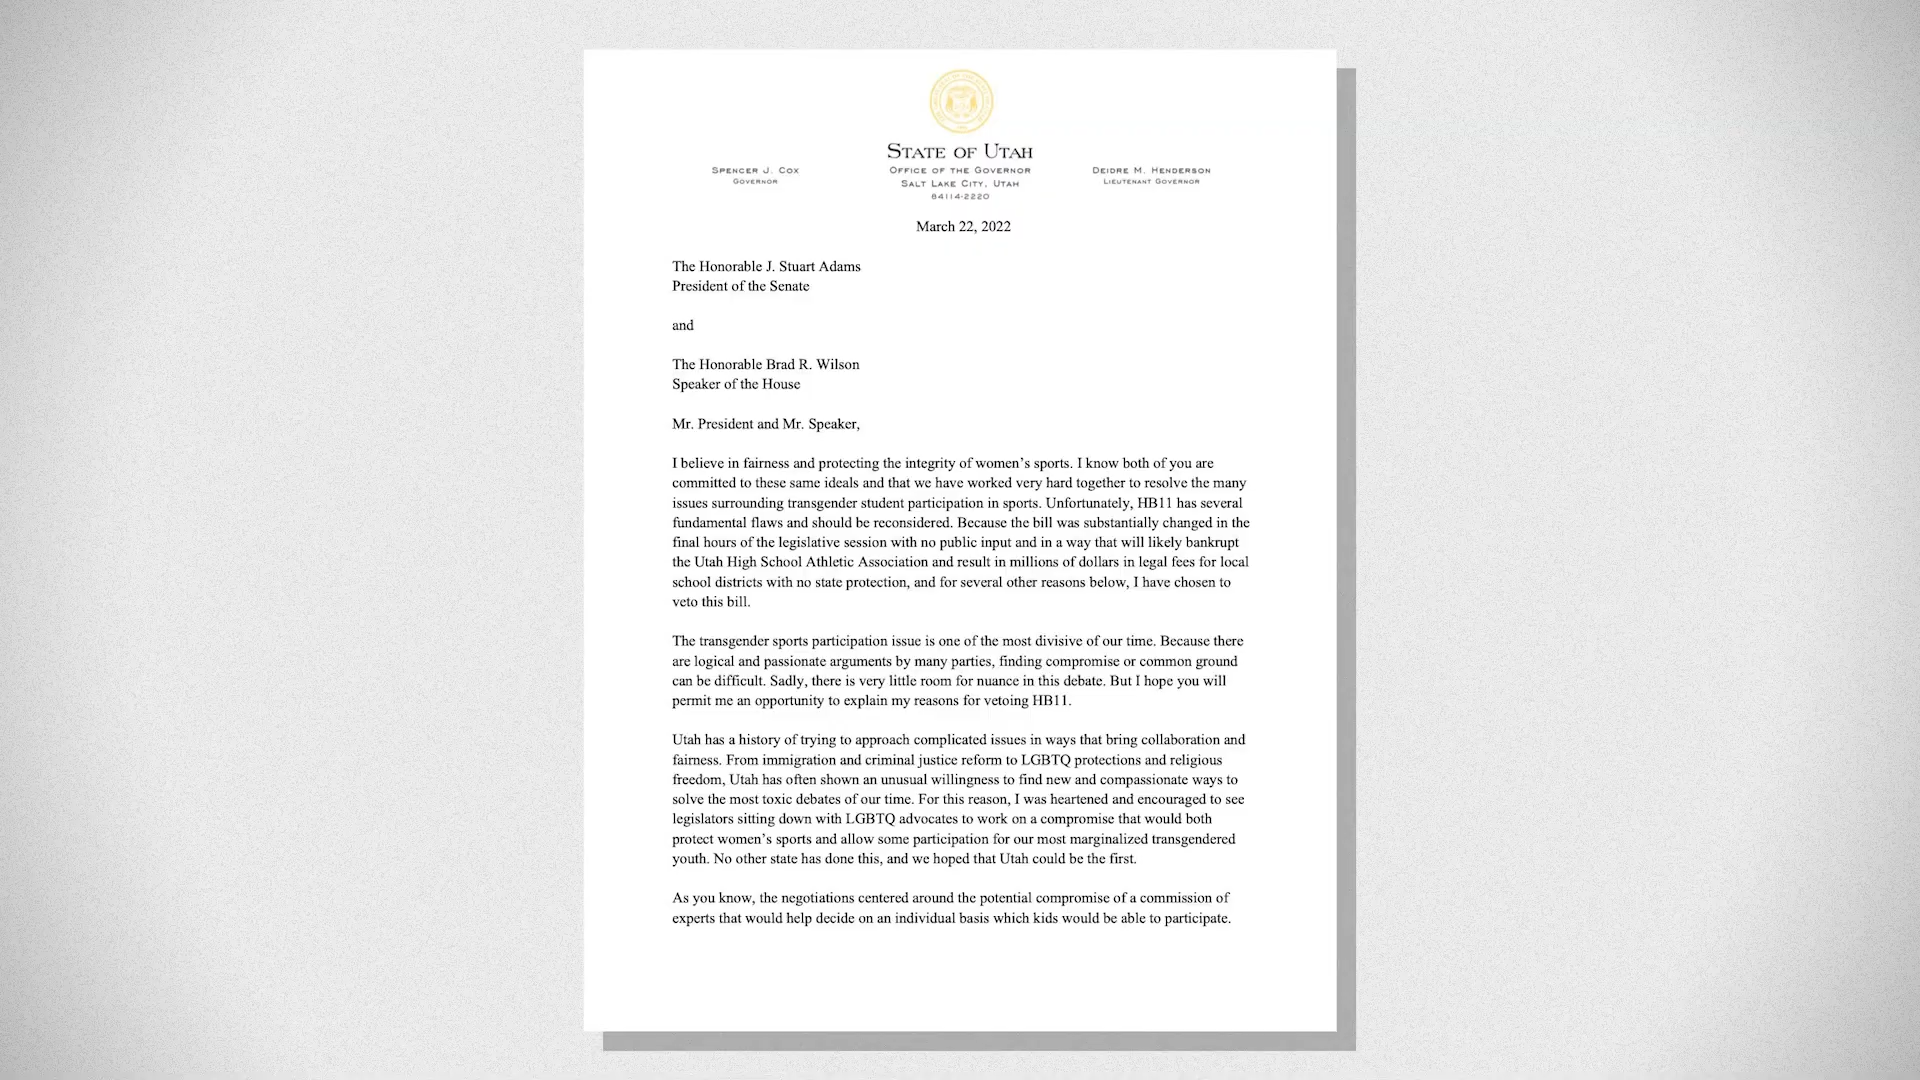 State of Utah
Spencer J. Cox
Governor
Office of the Governor
Salt Lake City, Utah
84114-2220
Deidre M. Henderson
Lieutenant Governor
March 22, 2022
The Honorable J. Stuart Adams
President of the Senate
and
The Honorable Brad R. Wilson
Speaker of the House
Mr. President and Mr. Speaker,
I believe in fairness and protecting the integrity of women's sports. I know both of you are
committed to these same ideals and that we have worked very hard together to resolve the many
issues surrounding transgender student participation in sports. Unfortunately, HB11 has several
fundamental flaws and should be reconsidered. Because the bill was substantially changed in the
final hours of the legislative session with no public input and in a way that will likely bankrupt
the Utah High School Athletic Association and result in millions of dollars in legal fees for local
school districts with no state protection, and for several other reasons below, I have chosen to
veto this bill.
The transgender sports participation issue is one of the most divisive of our time. Because there
are logical and passionate arguments by many parties, finding compromise or common ground
can be difficult. Sadly, there is very little room for nuance in this debate. But I hope you will
permit me an opportunity to explain my reasons for vetoing HB11.
Utah has a history of trying to approach complicated issues in ways that bring collaboration and
fairness. From immigration and criminal justice reform to LGBTQ protections and religious
freedom, Utah has often shown an unusual willingness to find new and compassionate ways to
solve the most toxic debates of our time. For this reason, I was heartened and encouraged to see
legislators sitting down with LGBTQ advocates to work on a compromise that would both
protect women's sports and allow some participation for our most marginalized transgendered
youth. No other state has done this, and we hoped that Utah could be the first.
As you know, the negotiations centered around the potential compromise of a commission of
experts that would help decide on an individual basis which kids would be able to participate.